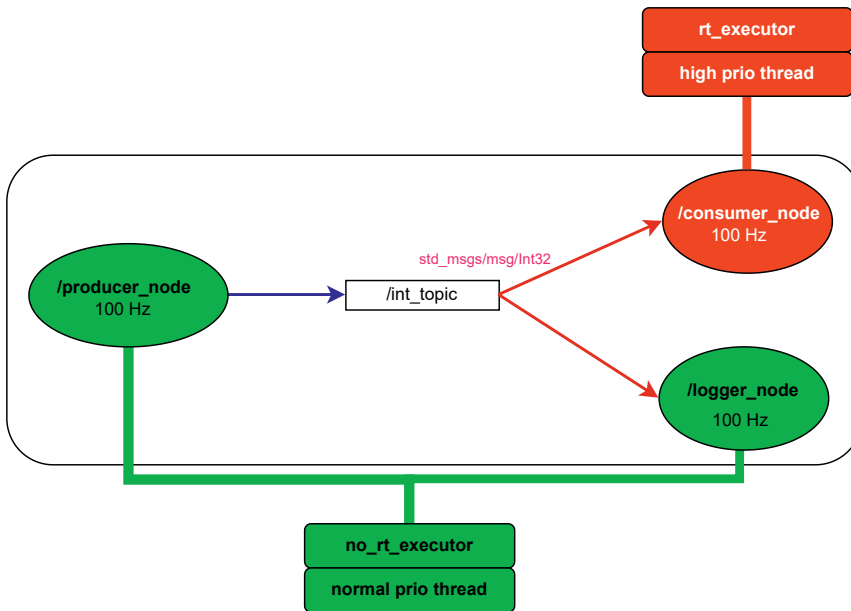 rt_executor
high prio thread
/consumer_node
100 Hz
std_msgs/msg/Int32
/producer_node
100 Hz
/int_topic
/logger_node
100 Hz
no_rt_executor
normal prio thread